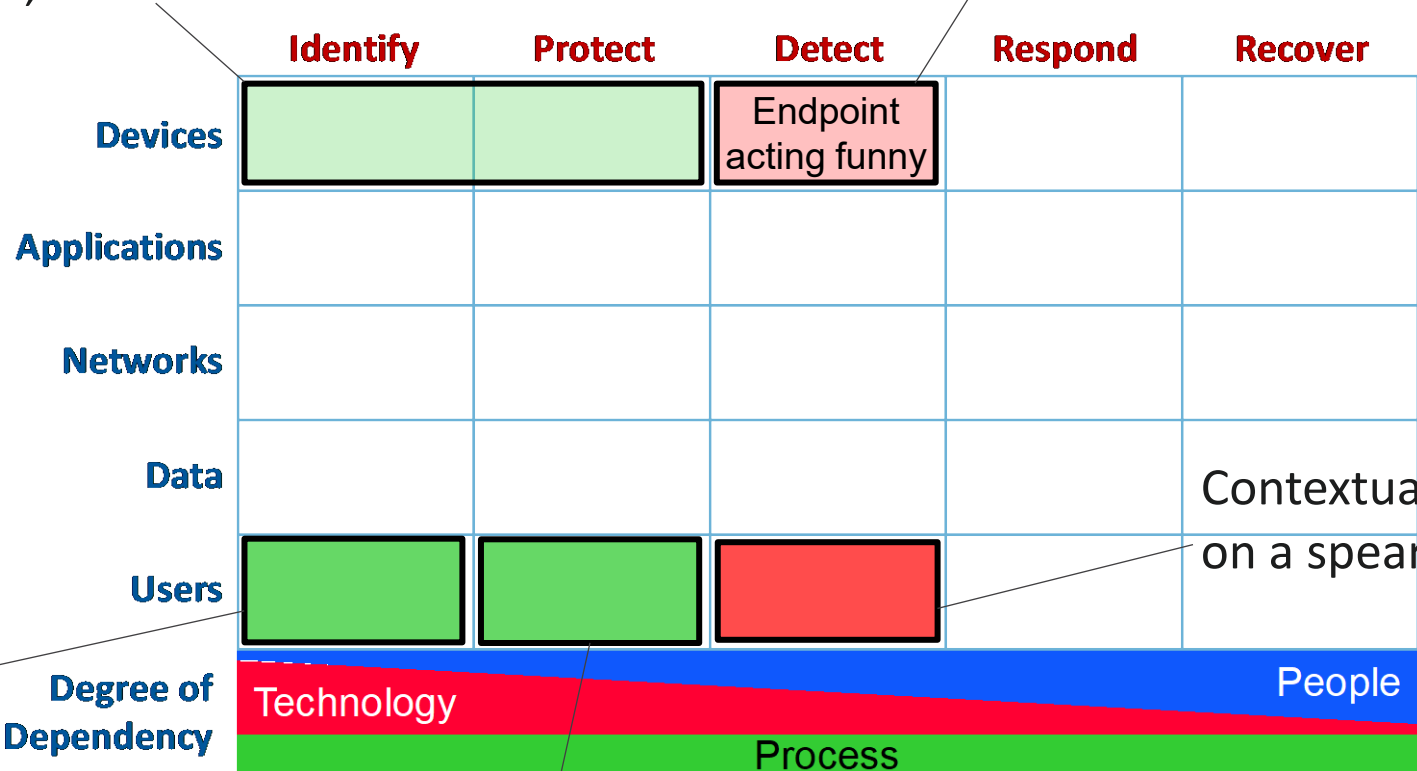 Identify Protect Detect Respond Recover
Devices
Endpoint
acting funny
Applications
Networks
Data
Contextua
on a spear
Users
Degree of
Dependency
Technology
People
Process